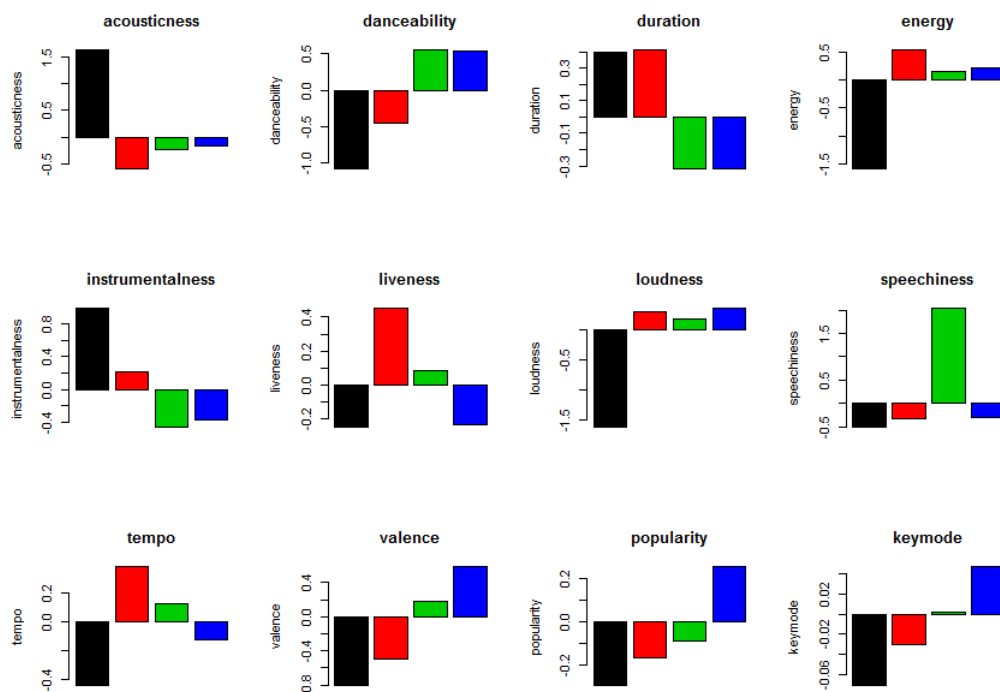 acousticness
acousticness
1.5
0.5
-0.5
danceability
danceability
0.5
0.0
-0.5
-1.0
duration
duration
0.3
0.1
-0.1
-0.3
energy
energy
0.5
-0.5
-1.5
instrumentalness
instrumentalness
0.8
0.4
0.0
-0.4
liveness
liveness
0.4
0.2
0.0
-0.2
loudness
loudness
-0.5
-1.5
speechiness
speechiness
1.5
0.5
-0.5
tempo
tempo
0.2
0.0
-0.4
valence
valence
0.4
0.0
-0.4
-0.8
popularity
popularity
0.2
0.0
-0.2
keymode
keymode
0.02
-0.02
-0.06